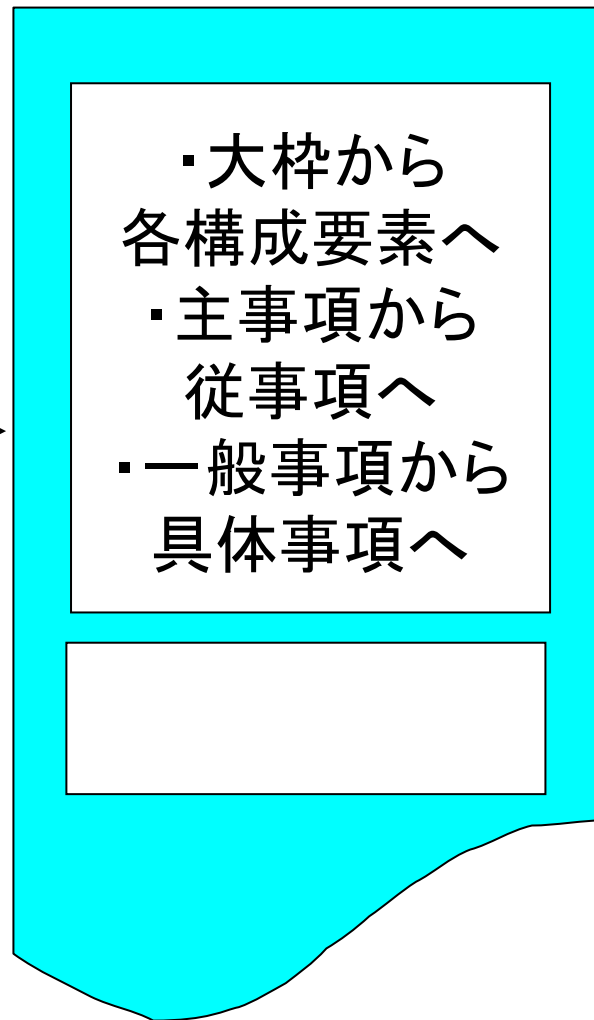 ・大枠から
各構成要素へ
・主事項から
従事項へ
・一般事項から
具体事項へ